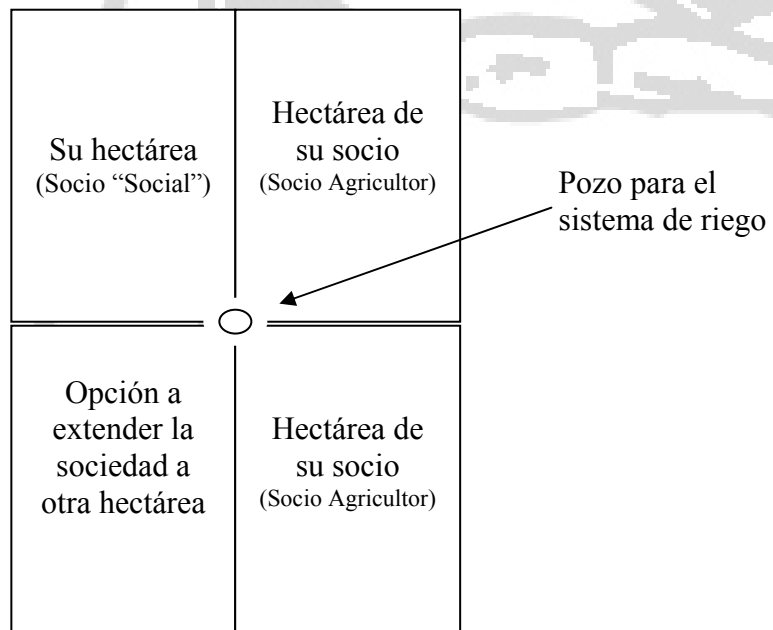 Su hectárea
(Socio “Social”)
Hectárea de
su socio
(Socio Agricultor)
Pozo para el
sistema de riego
Opción a
extender la
sociedad a
otra hectárea
Hectárea de
su socio
(Socio Agricultor)